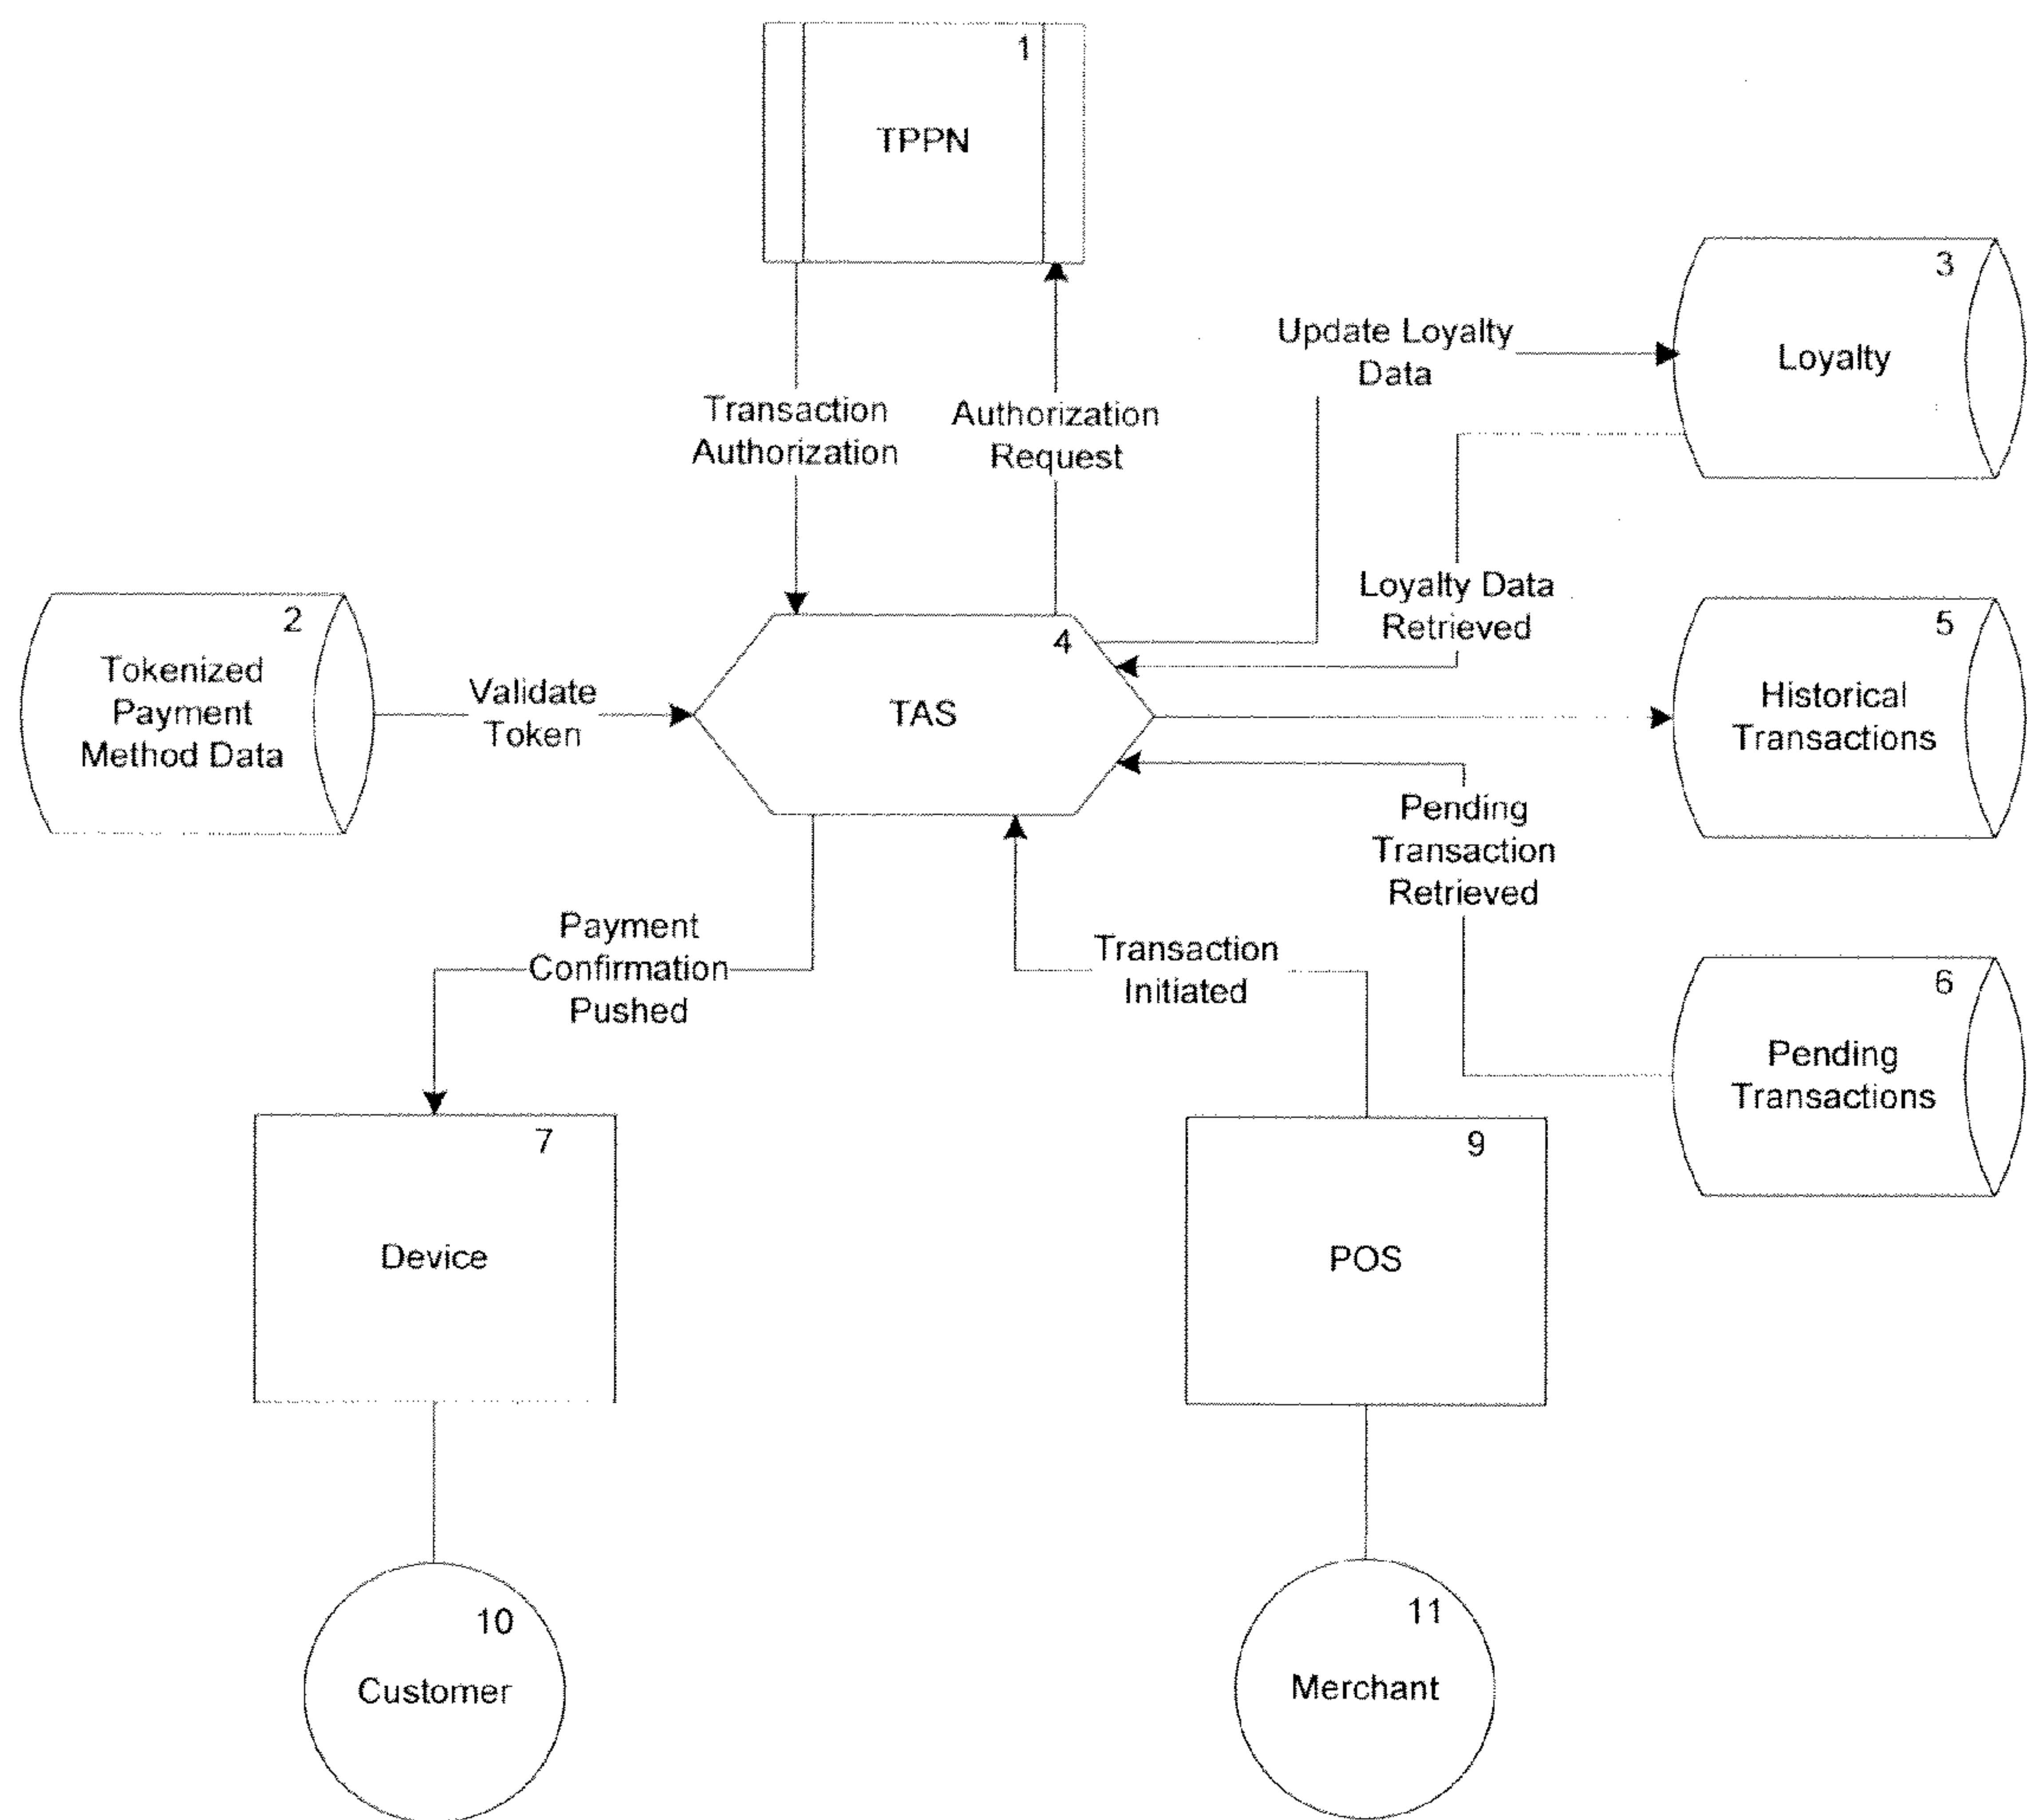 1
TPPN
3
Loyalty
Update Loyalty
Data
Transaction
Authorization
Authorization
Request
Loyalty Data
Retrieved
2
Tokenized
Payment
Method Data
Validate
Token
4
TAS
5
Historical
Transactions
Pending
Transaction
Retrieved
Payment
Confirmation
Pushed
Transaction
Initiated
6
Pending
Transactions
7
Device
9
POS
10
Customer
11
Merchant